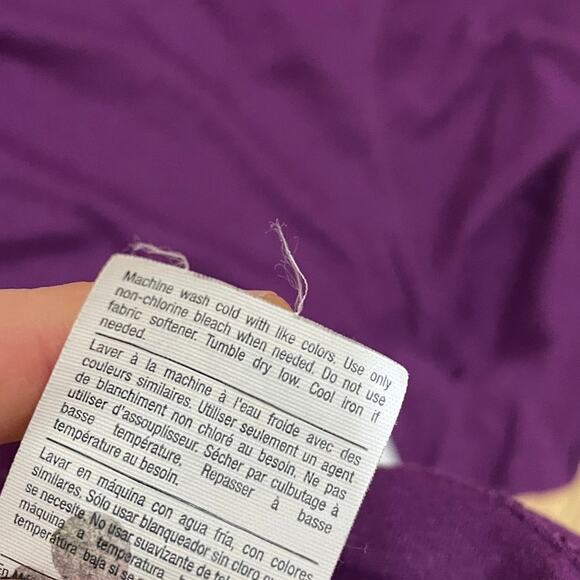 Machine wash cold with like colors. Use only
non-chlorine bleach when needed. Do not use
fabric softener. Tumble dry low. Cool iron if
needed.
Laver à la machine à l'eau froide avec des
couleurs similaires. Utiliser seulement un agent
de blanchiment non chloré au besoin. Ne pas
utiliser d'assouplisseur. Sécher par culbutage à
basse température. Repasser à basse
température au besoin.
Lavar en máquina con agua fría, con colores
similares. Sólo usar blanqueador sin cloro
se necesite. No usar suavizante de
máquina a temperatura
temperatura baja si se